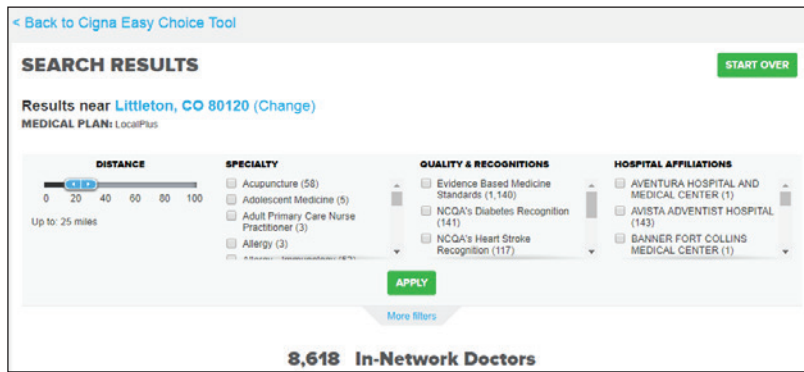 < Back to Cigna Easy Choice Tool
SEARCH RESULTS
START OVER
Results near Littleton, CO 80120 (Change)
MEDICAL PLAN: LocalPlus
DISTANCE
0 20 40 60 80 100
Up to: 25 miles
SPECIALTY
Acupuncture (58)
Adolescent Medicine (5)
Adult Primary Care Nurse
Practitioner (3)
Allergy (3)
QUALITY & RECOGNITIONS
Evidence Based Medicine
Standards (1,140)
NCQA's Diabetes Recognition
(141)
NCQA's Heart Stroke
Recognition (117)
HOSPITAL AFFILIATIONS
AVENTURA HOSPITAL AND
MEDICAL CENTER (1)
AVISTA ADVENTIST HOSPITAL
(143)
BANNER FORT COLLINS
MEDICAL CENTER (1)
APPLY
More filters
8,618 In-Network Doctors